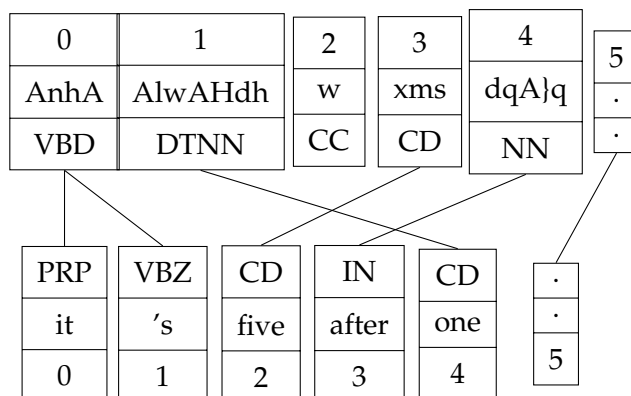 0 1 2 3 4 5
AnhA AlwAHdh w xms dqA}q .
VBD DTNN CC CD NN .
PRP VBZ CD IN CD .
it 's five after one .
0 1 2 3 4 5